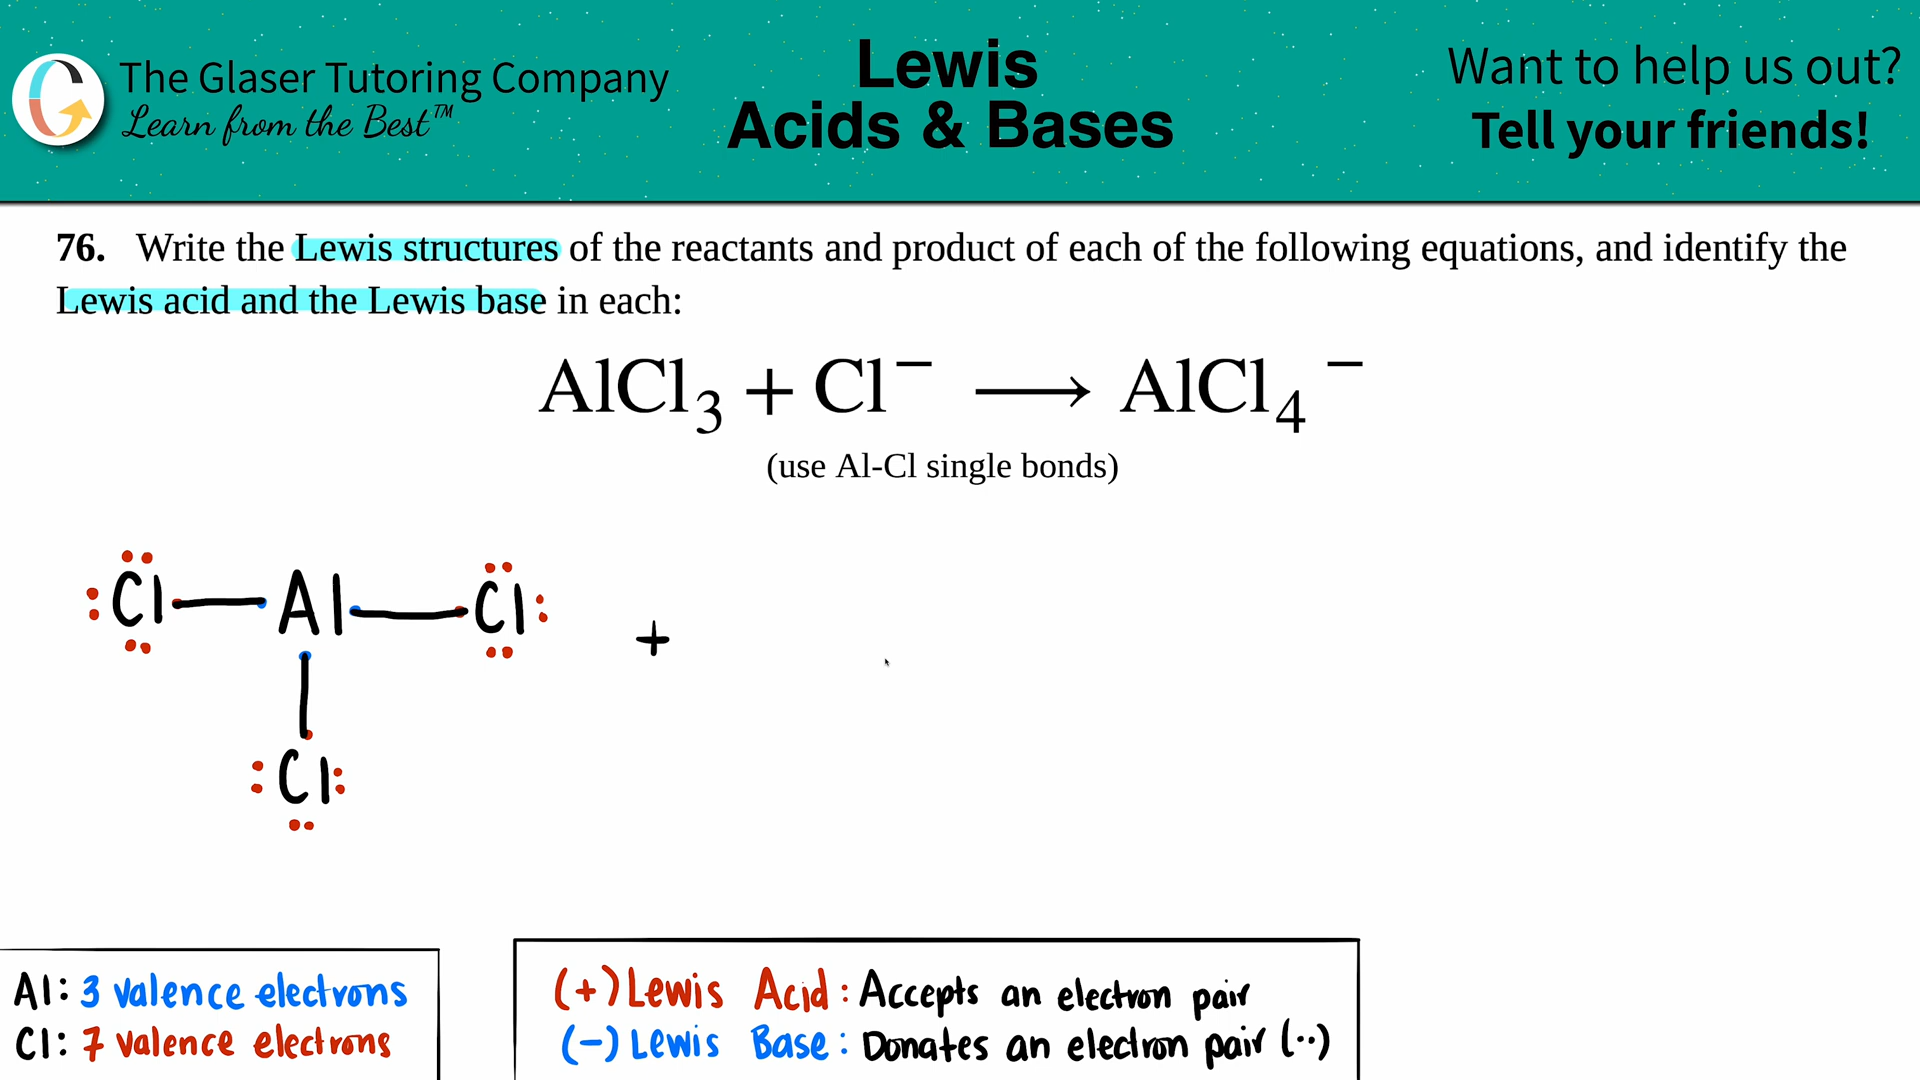 The Glaser Tutoring Company
Learn from the Best™
Lewis
Acids & Bases
Want to help us out?
Tell your friends!
76. Write the Lewis structures of the reactants and product of each of the following equations, and identify the
Lewis acid and the Lewis base in each:
AlCl₃ + Cl⁻ ⟶ AlCl₄⁻
(use Al-Cl single bonds)
Cl Al Cl +
Cl
Al: 3 valence electrons
Cl: 7 valence electrons
(+) Lewis Acid: Accepts an electron pair
(-) Lewis Base: Donates an electron pair (··)